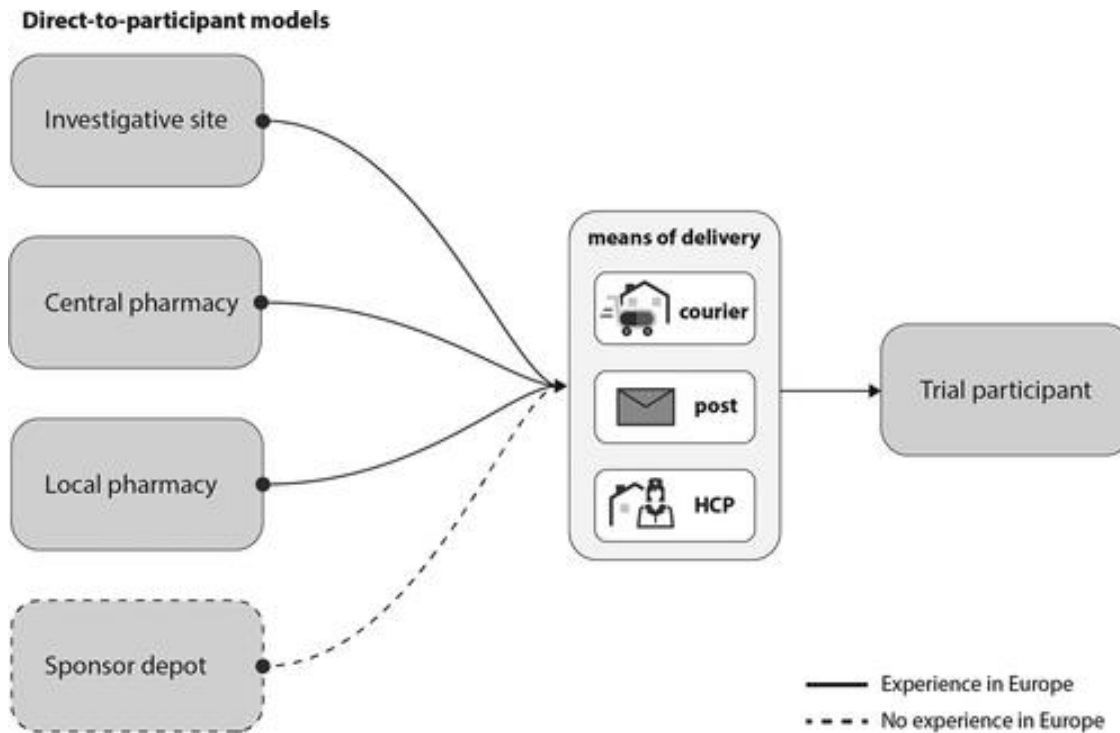 Direct-to-participant models
Investigative site
Central pharmacy
Local pharmacy
Sponsor depot
means of delivery
courier
post
HCP
Trial participant
Experience in Europe
No experience in Europe